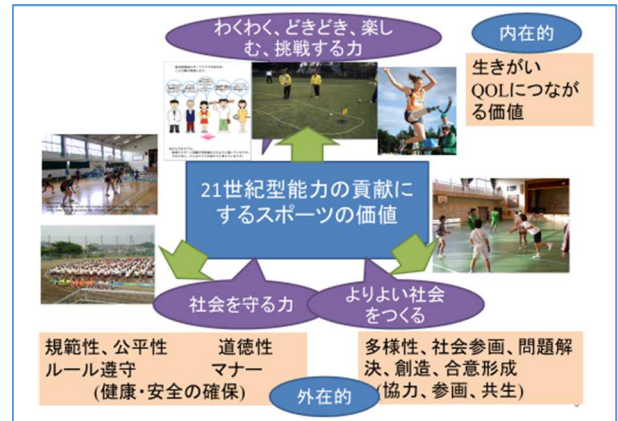 わくわく、どきどき、楽し
む、挑戦する力
内在的
生きがい
QOLにつなが
る価値
21世紀型能力の貢献に
するスポーツの価値
社会を守る力
よりよい社会
をつくる
規範性、公平性 道徳性
ルール遵守 マナー
(健康・安全の確保)
外在的
多様性、社会参画、問題解
決、創造、合意形成
(協力、参画、共生)